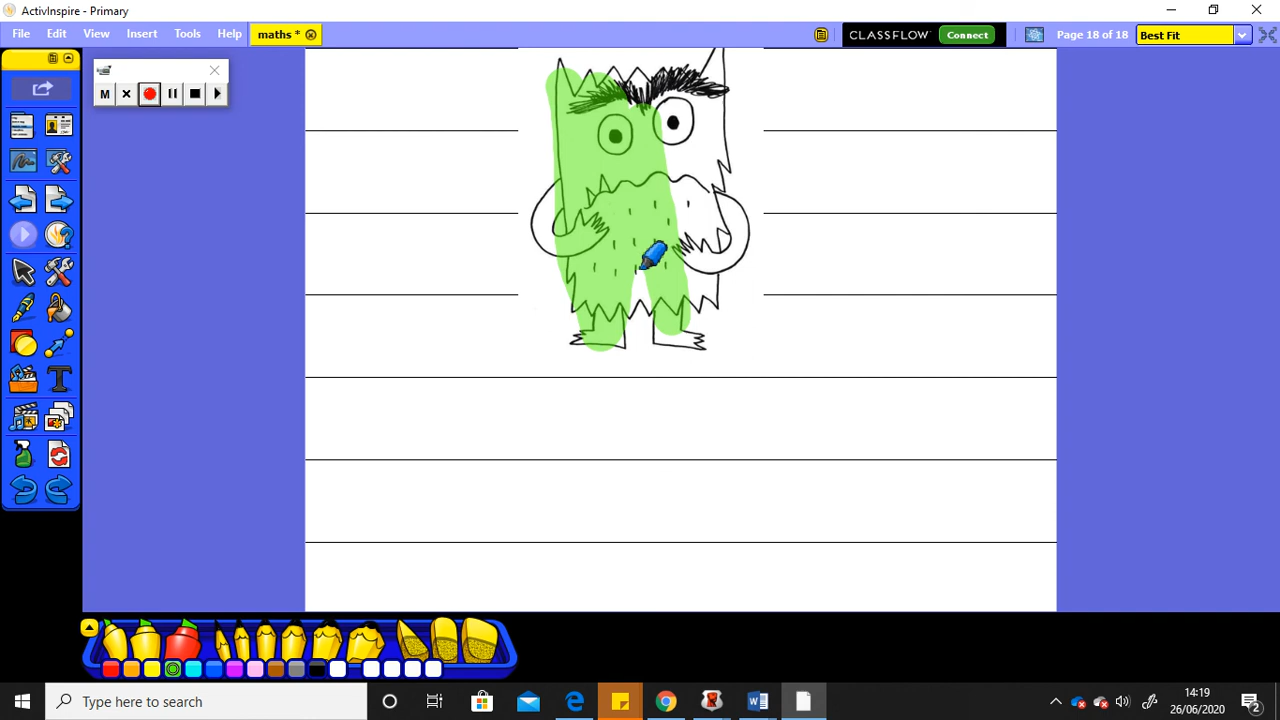 ActivInspire - Primary
File Edit View Insert Tools Help maths * CLASSFLOW Connect Page 18 of 18 Best Fit
M
T
Type here to search
14:19
26/06/2020
2